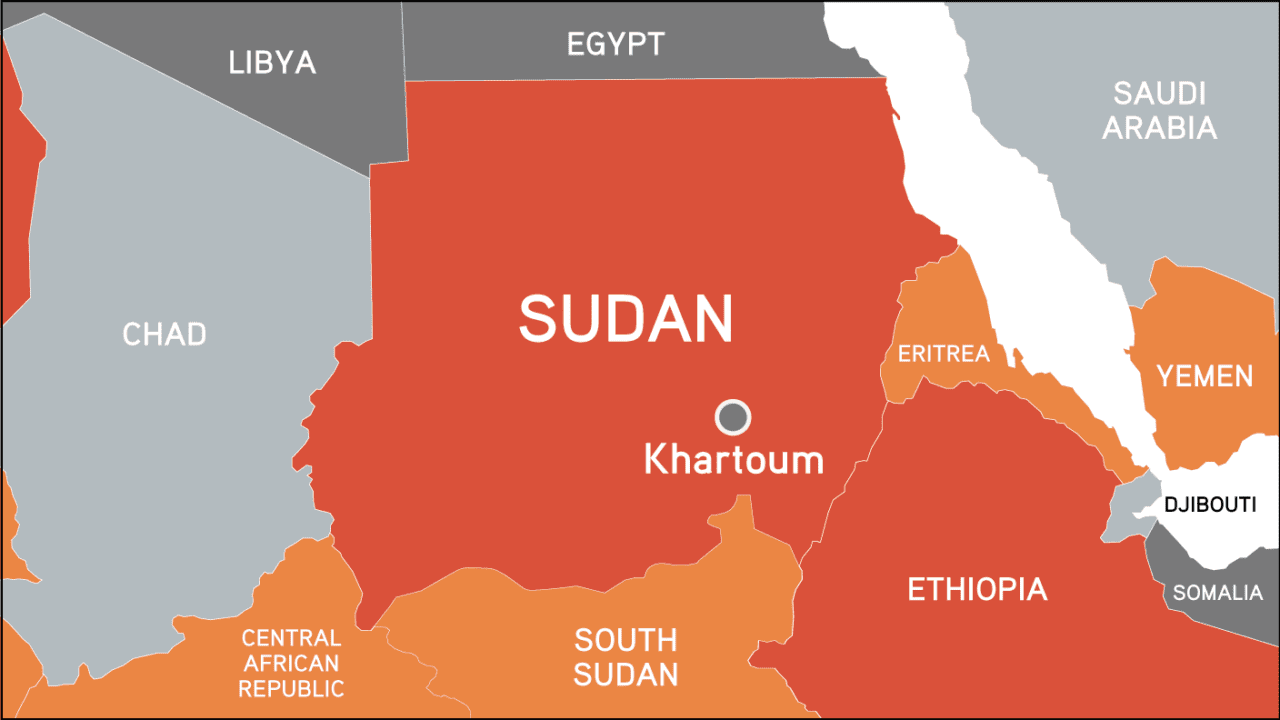 LIBYA
EGYPT
SAUDI
ARABIA
CHAD
SUDAN
ERITREA
YEMEN
Khartoum
DJIBOUTI
ETHIOPIA
SOMALIA
CENTRAL
AFRICAN
REPUBLIC
SOUTH
SUDAN